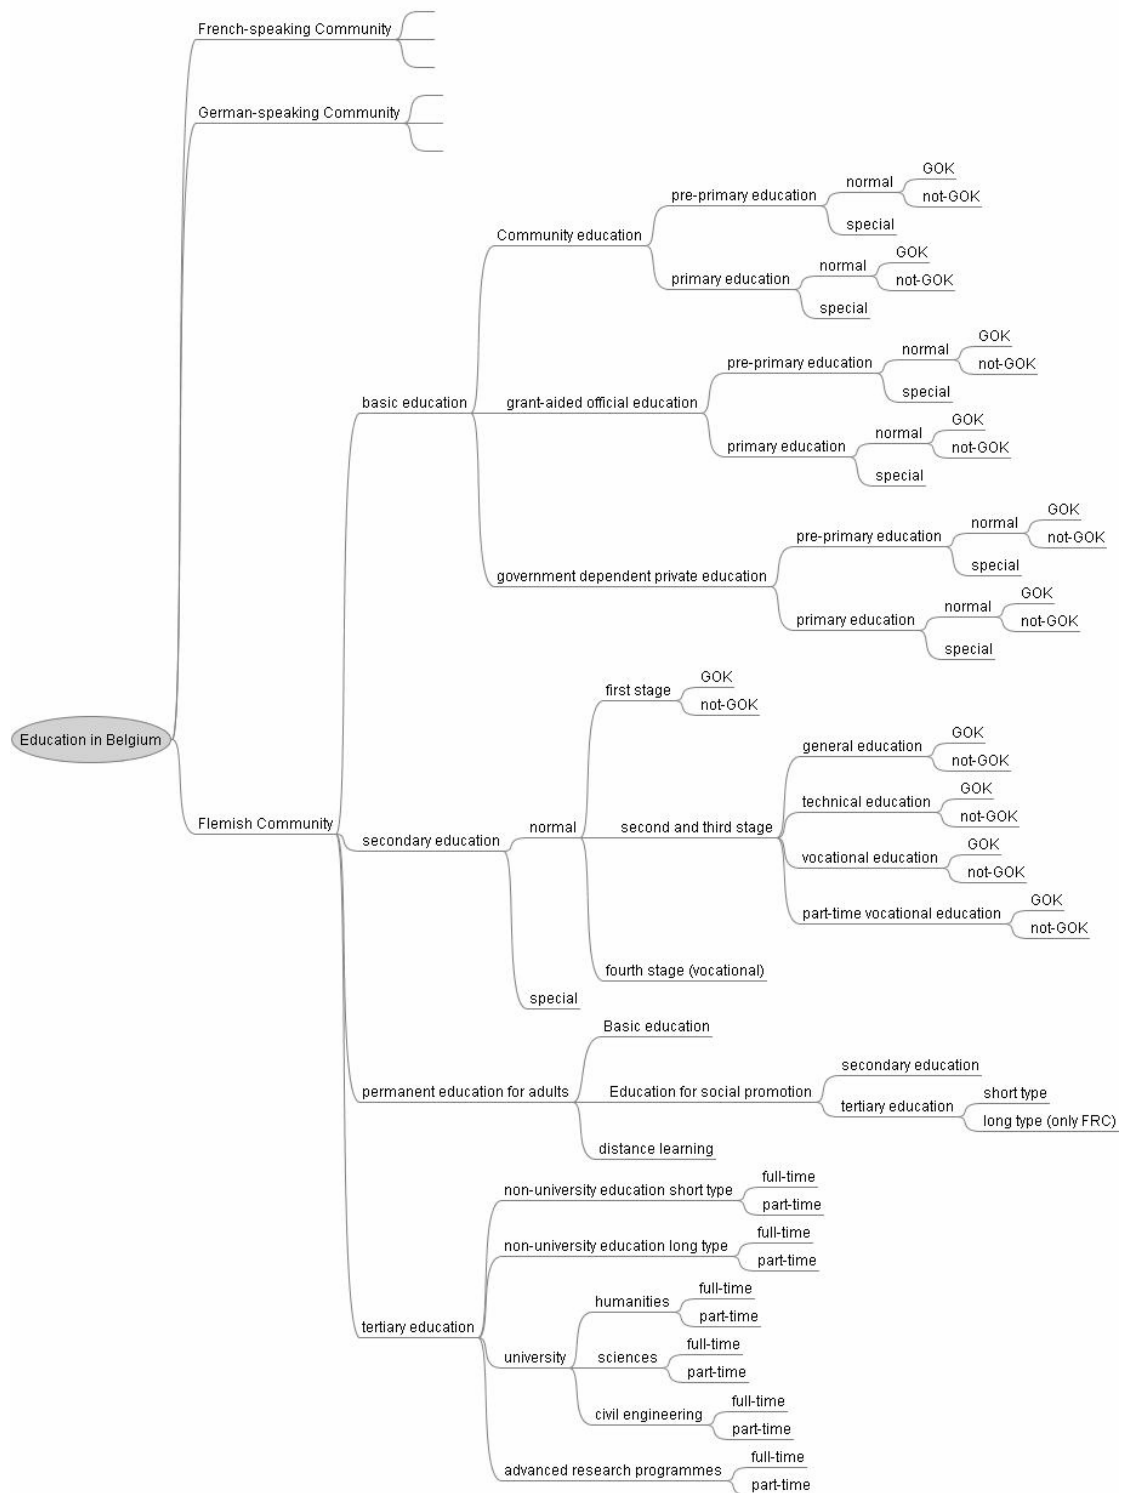 Education in Belgium
French-speaking Community
German-speaking Community
Flemish Community
basic education
Community education
pre-primary education
normal
GOK
not-GOK
special
primary education
normal
GOK
not-GOK
special
grant-aided official education
pre-primary education
normal
GOK
not-GOK
special
primary education
normal
GOK
not-GOK
special
government dependent private education
pre-primary education
normal
GOK
not-GOK
special
primary education
normal
GOK
not-GOK
special
secondary education
normal
first stage
GOK
not-GOK
second and third stage
general education
GOK
not-GOK
technical education
GOK
not-GOK
vocational education
GOK
not-GOK
part-time vocational education
GOK
not-GOK
fourth stage (vocational)
special
permanent education for adults
Basic education
Education for social promotion
secondary education
tertiary education
short type
long type (only FRC)
distance learning
tertiary education
non-university education short type
full-time
part-time
non-university education long type
full-time
part-time
university
humanities
full-time
part-time
sciences
full-time
part-time
civil engineering
full-time
part-time
advanced research programmes
full-time
part-time